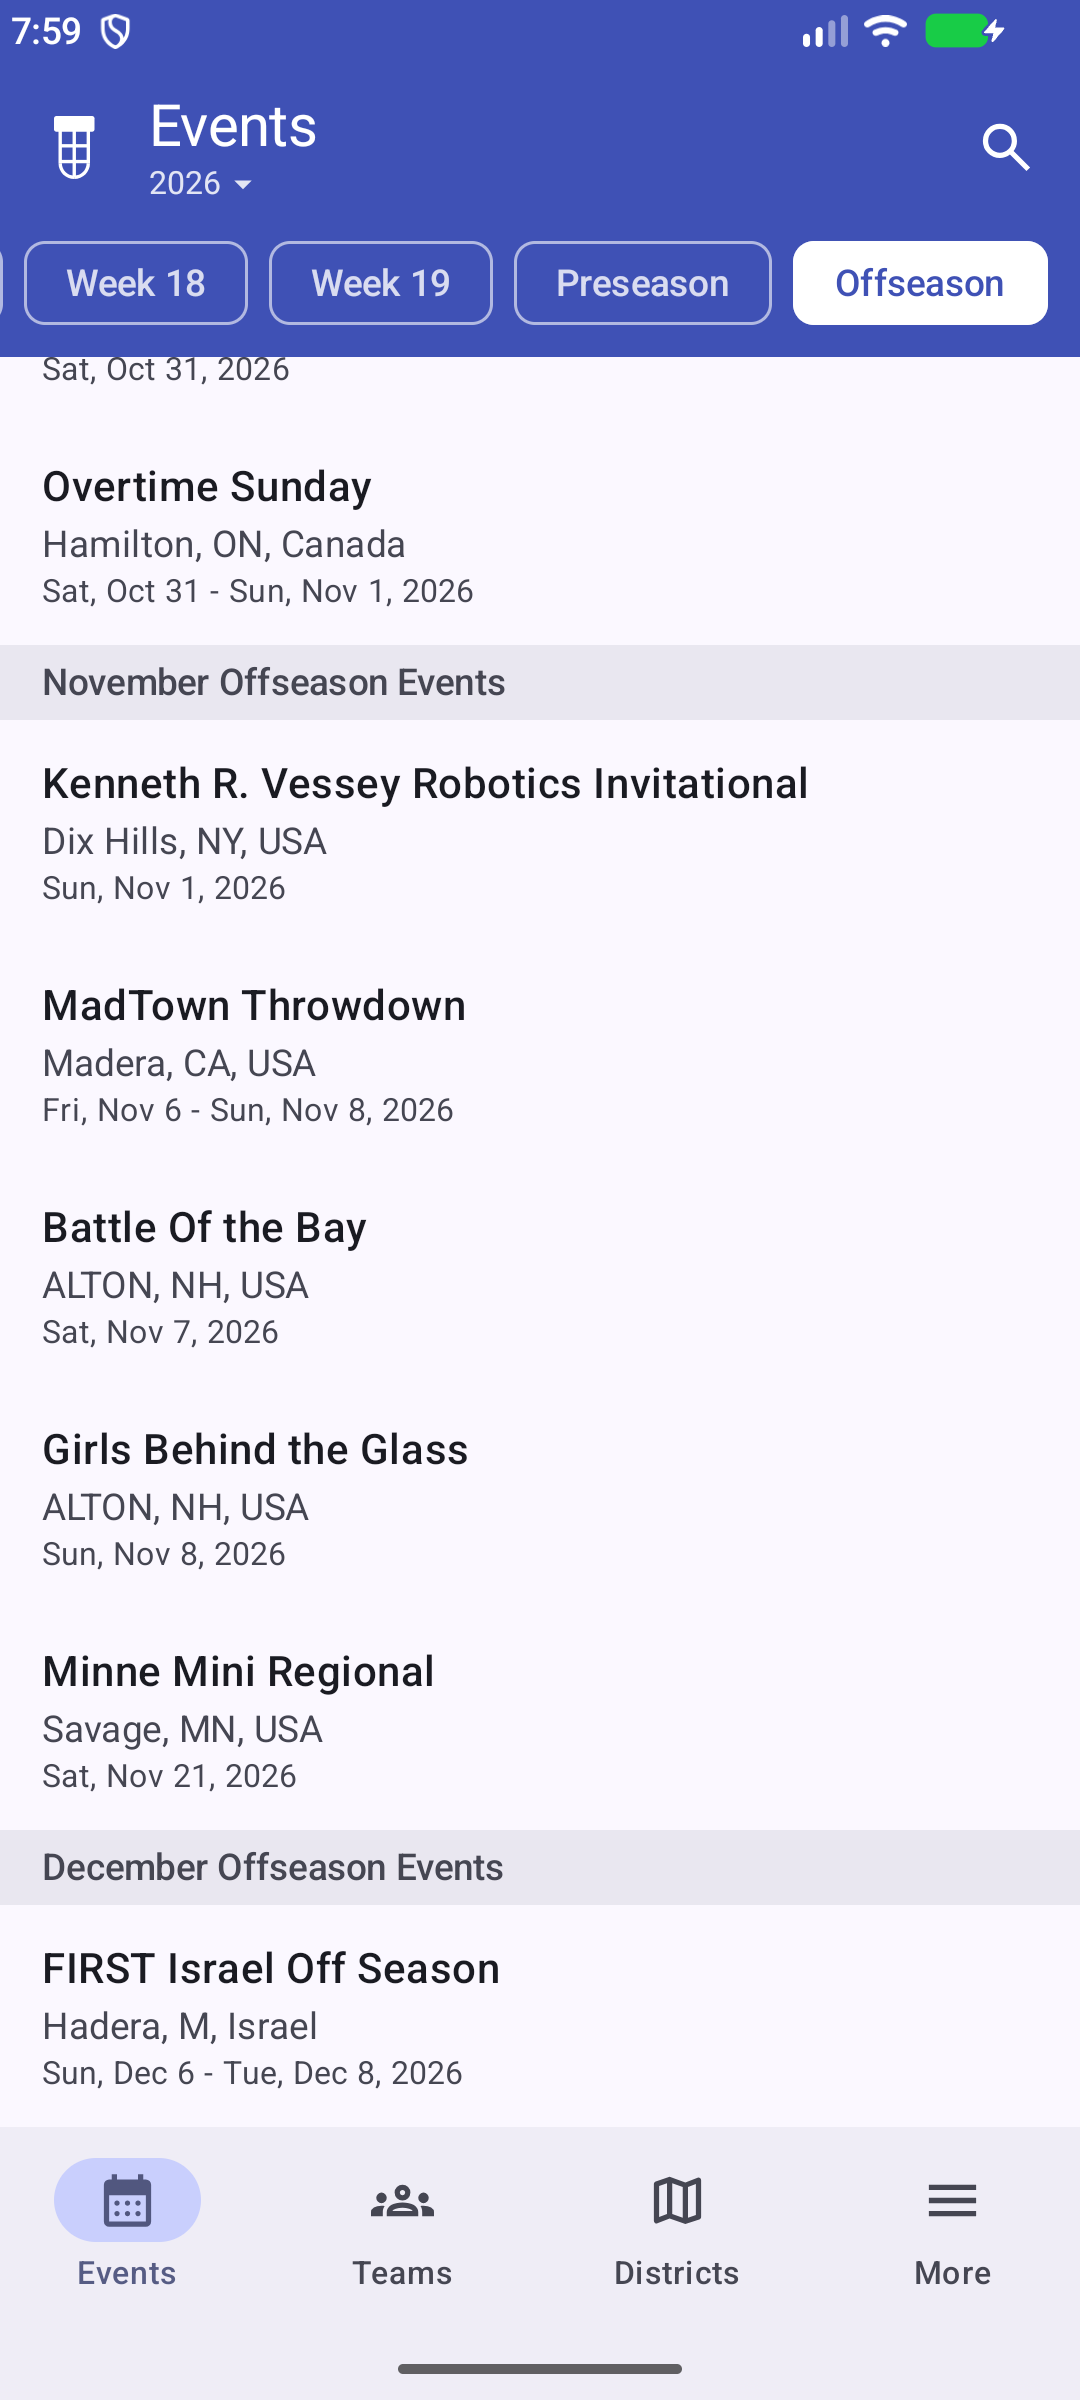 7:59
Events
2026
Week 18
Week 19
Preseason
Offseason
Sat, Oct 31, 2026
Overtime Sunday
Hamilton, ON, Canada
Sat, Oct 31 - Sun, Nov 1, 2026
November Offseason Events
Kenneth R. Vessey Robotics Invitational
Dix Hills, NY, USA
Sun, Nov 1, 2026
MadTown Throwdown
Madera, CA, USA
Fri, Nov 6 - Sun, Nov 8, 2026
Battle Of the Bay
ALTON, NH, USA
Sat, Nov 7, 2026
Girls Behind the Glass
ALTON, NH, USA
Sun, Nov 8, 2026
Minne Mini Regional
Savage, MN, USA
Sat, Nov 21, 2026
December Offseason Events
FIRST Israel Off Season
Hadera, M, Israel
Sun, Dec 6 - Tue, Dec 8, 2026
Events
Teams
Districts
More